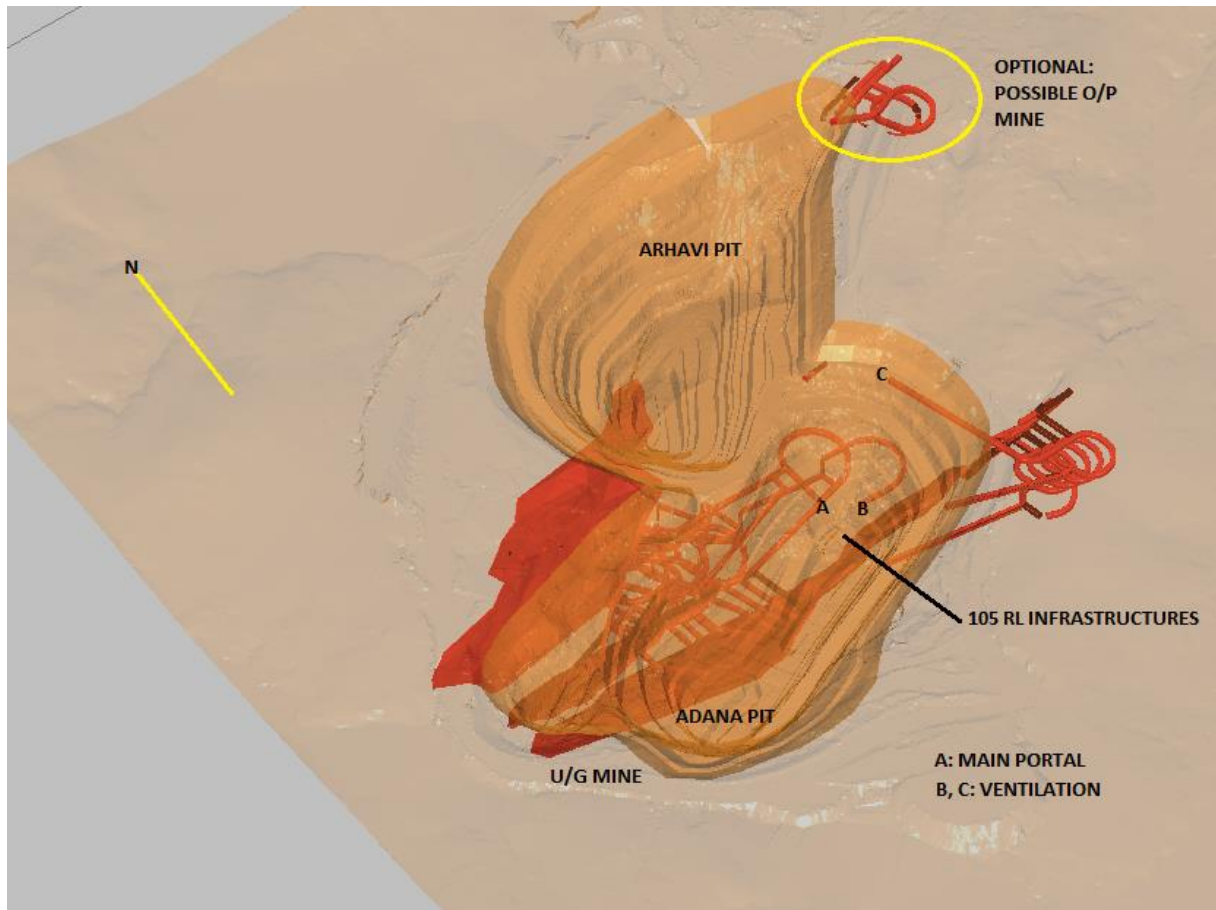 OPTIONAL:
POSSIBLE O/P
MINE
ARHAVI PIT
N
C
A
B
105 RL INFRASTRUCTURES
ADANA PIT
U/G MINE
A: MAIN PORTAL
B, C: VENTILATION